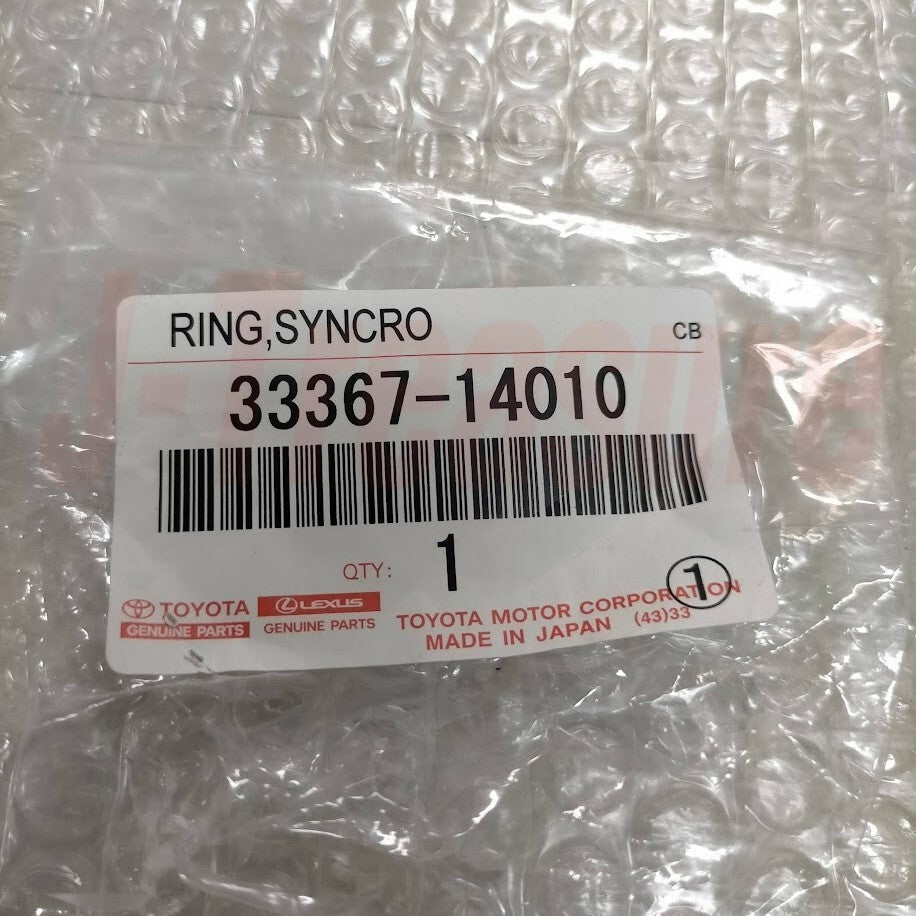 RING,SYNCRO CB
33367-14010
QTY: 1
1
TOYOTA LEXUS TOYOTA MOTOR CORPORATION
GENUINE PARTS GENUINE PARTS MADE IN JAPAN (43)33